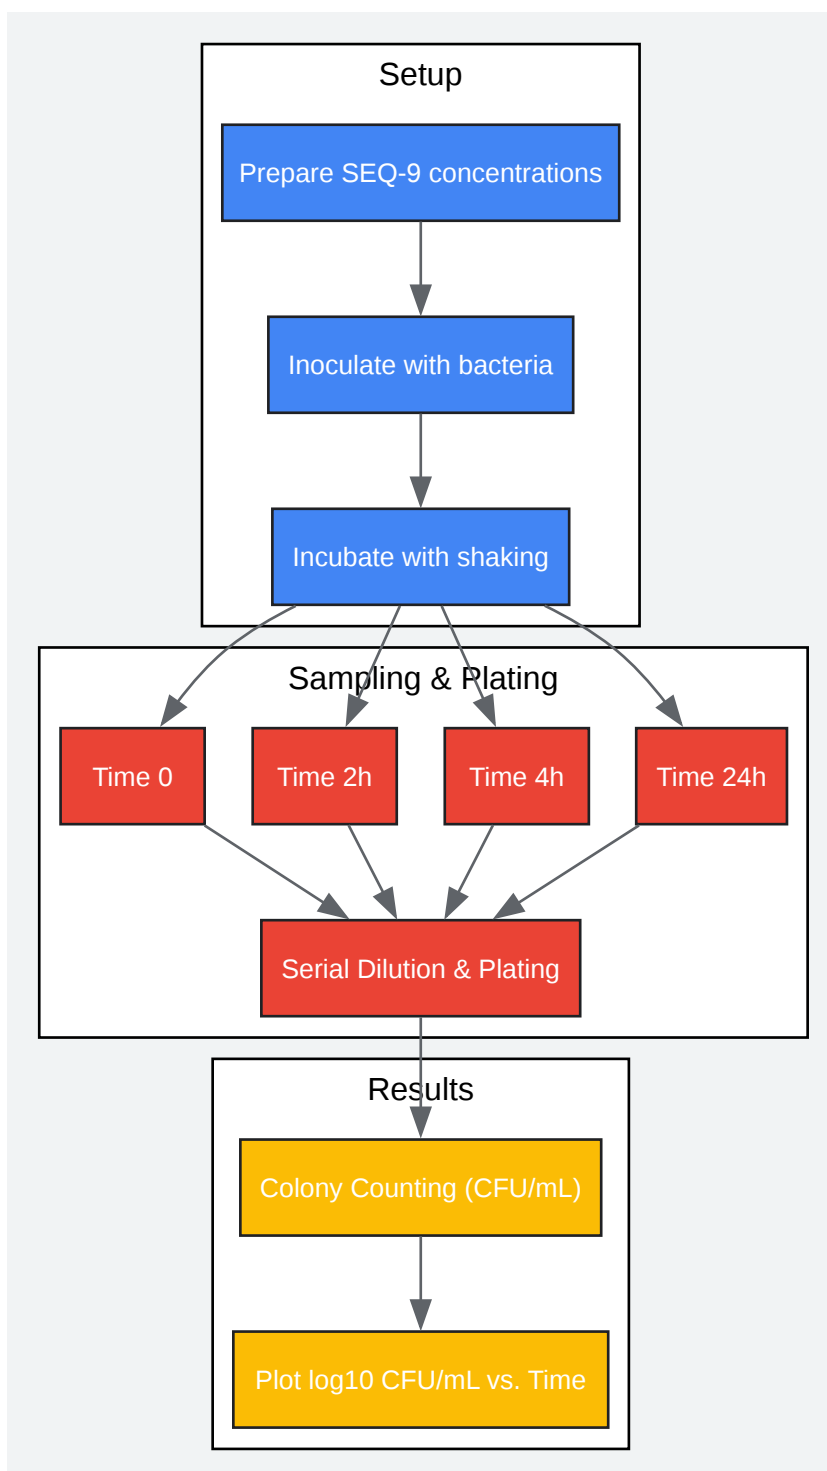 Setup
Prepare SEQ-9 concentrations
Inoculate with bacteria
Incubate with shaking
Sampling & Plating
Time 0
Time 2h
Time 4h
Time 24h
Serial Dilution & Plating
Results
Colony Counting (CFU/mL)
Plot log10 CFU/mL vs. Time